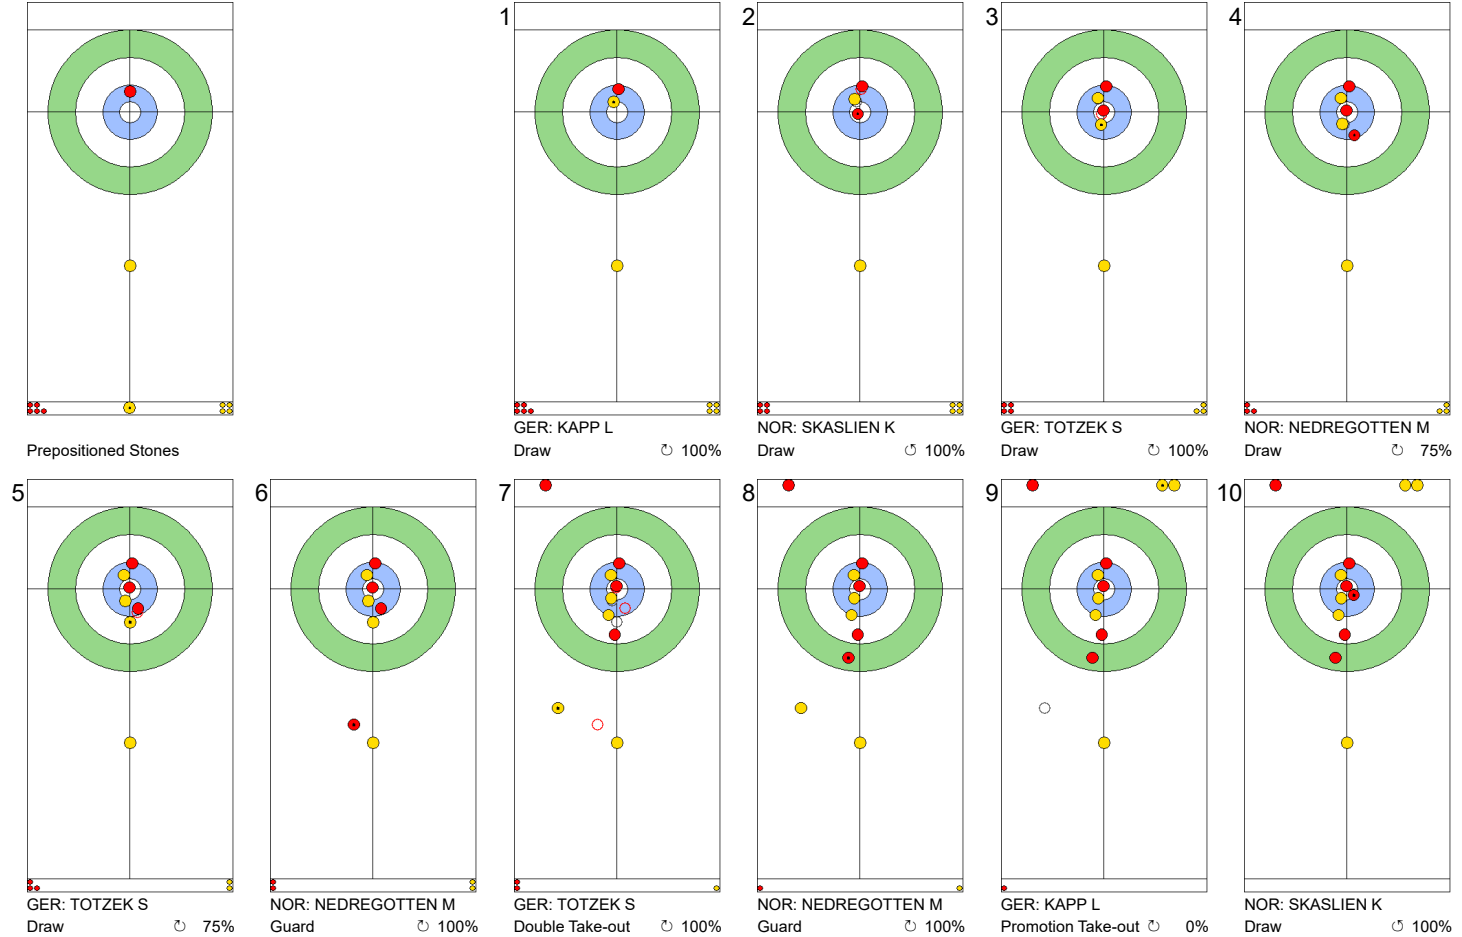 Prepositioned Stones
1
GER: KAPP L
Draw ↻ 100%
2
NOR: SKASLIEN K
Draw ↺ 100%
3
GER: TOTZEK S
Draw ↻ 100%
4
NOR: NEDREGOTTEN M
Draw ↻ 75%
5
GER: TOTZEK S
Draw ↻ 75%
6
NOR: NEDREGOTTEN M
Guard ↻ 100%
7
GER: TOTZEK S
Double Take-out ↻ 100%
8
NOR: NEDREGOTTEN M
Guard ↻ 100%
9
GER: KAPP L
Promotion Take-out ↻ 0%
10
NOR: SKASLIEN K
Draw ↻ 100%